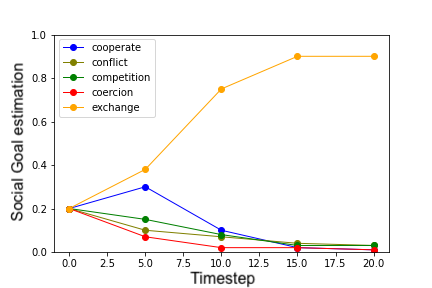 1.0
0.8
0.6
0.4
0.2
0.0
Social Goal estimation
cooperate
conflict
competition
coercion
exchange
0.0 2.5 5.0 7.5 10.0 12.5 15.0 17.5 20.0
Timestep